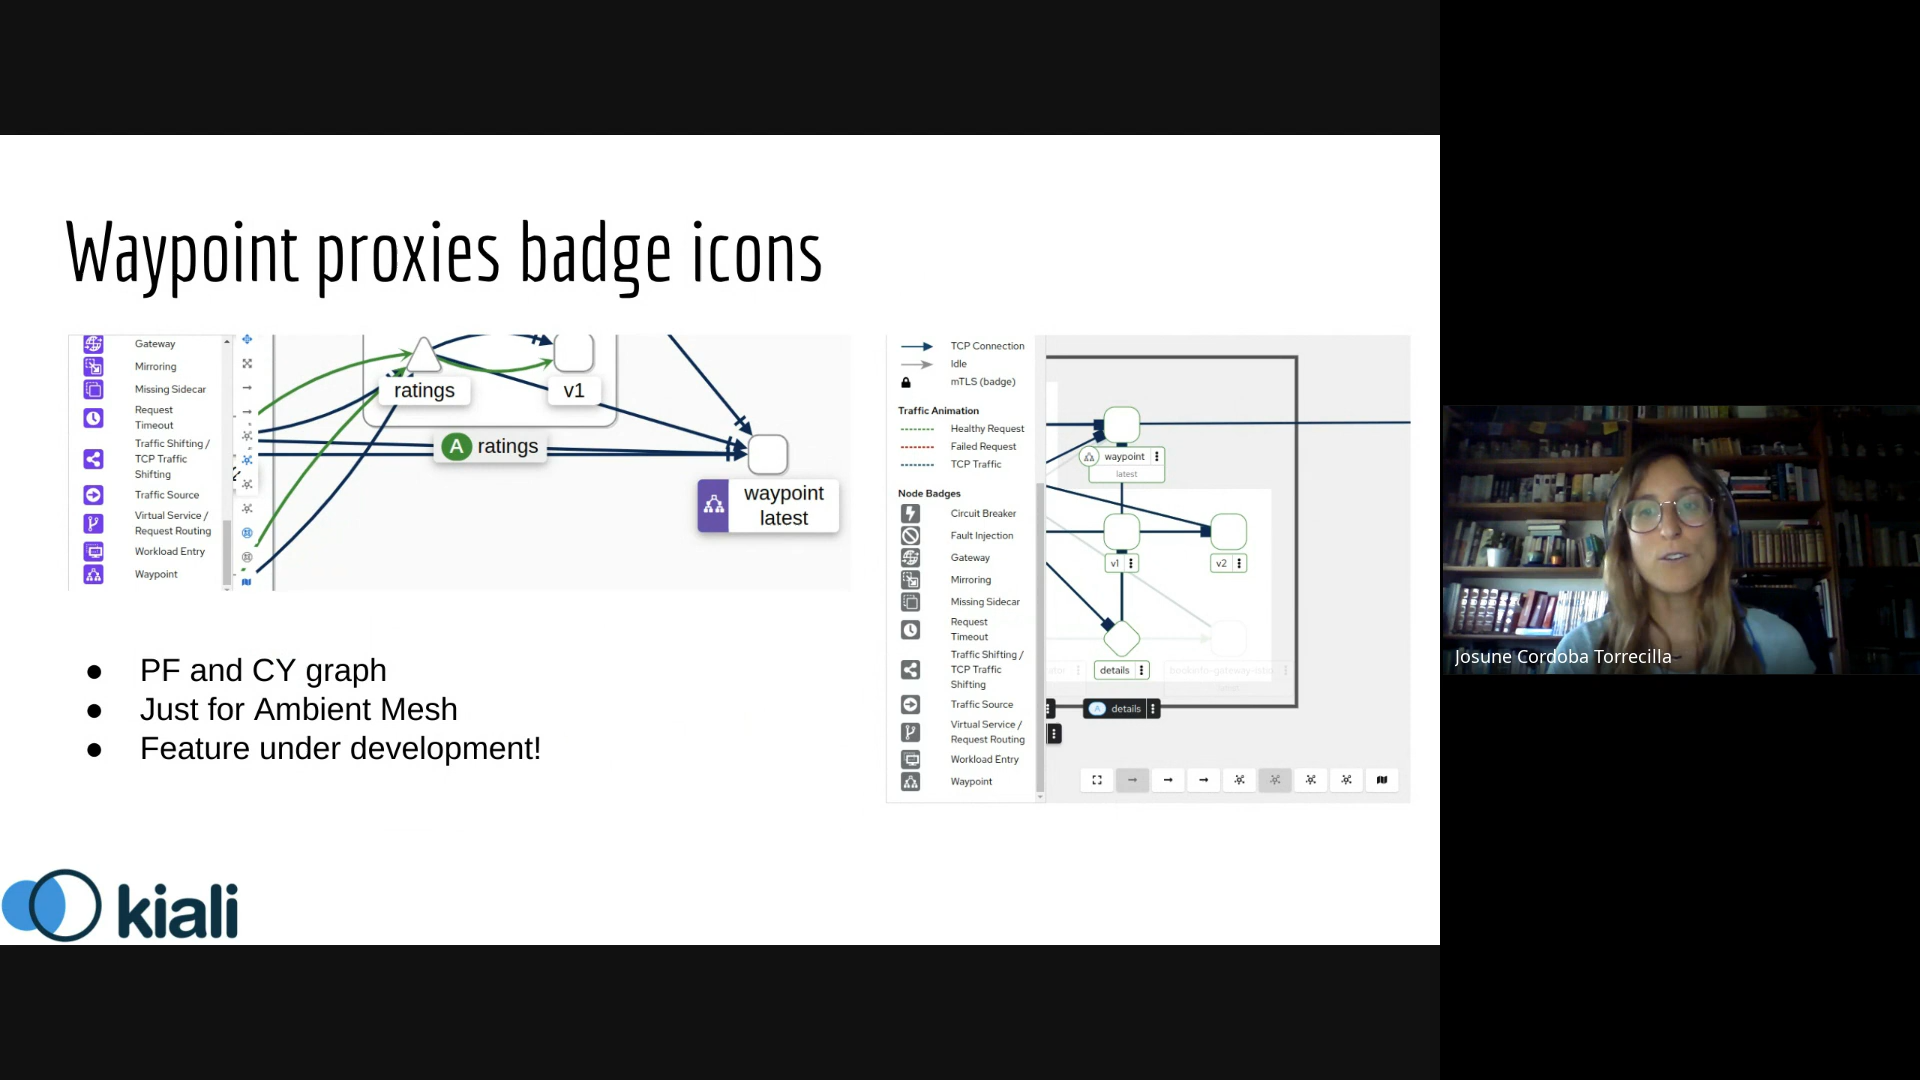 Waypoint proxies badge icons
Gateway
Mirroring
Missing Sidecar
Request
Timeout
Traffic Shifting /
TCP Traffic
Shifting
Traffic Source
Virtual Service /
Request Routing
Workload Entry
Waypoint
ratings
v1
A ratings
waypoint
latest
TCP Connection
Idle
mTLS (badge)
Traffic Animation
Healthy Request
Failed Request
TCP Traffic
Node Badges
Circuit Breaker
Fault Injection
Gateway
Mirroring
Missing Sidecar
Request
Timeout
Traffic Shifting /
TCP Traffic
Shifting
Traffic Source
Virtual Service /
Request Routing
Workload Entry
Waypoint
waypoint
latest
v1
v2
details
A details
● PF and CY graph
● Just for Ambient Mesh
● Feature under development!
kiali
Josune Cordoba Torrecilla